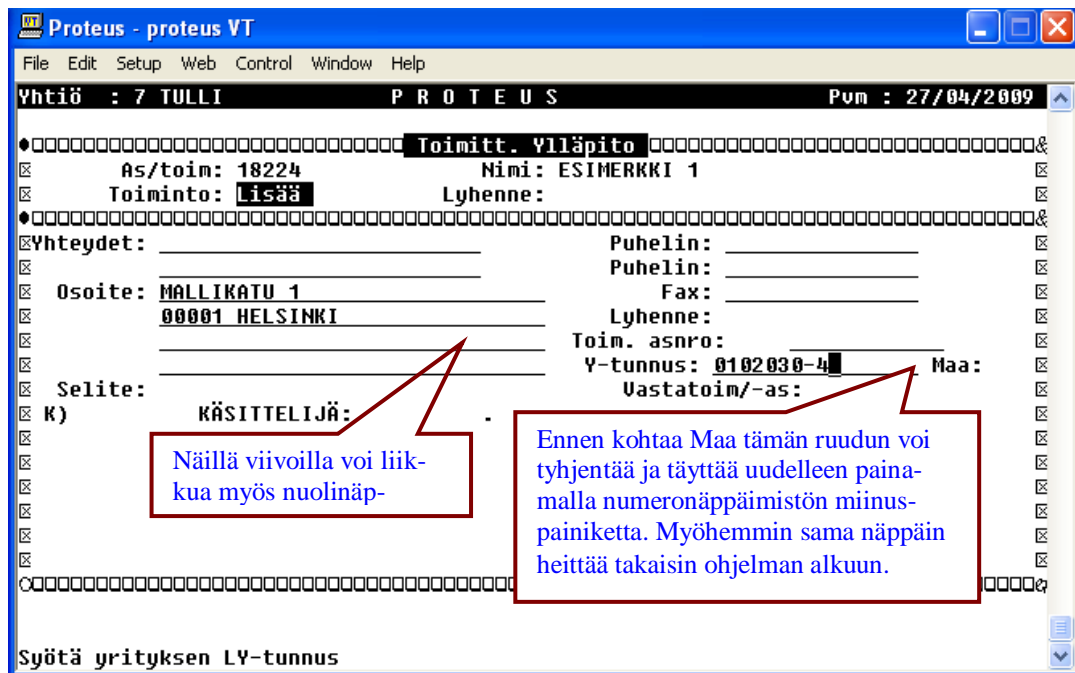 Proteus - proteus VT
File Edit Setup Web Control Window Help
Yhtiö : 7 TULLI P R O T E U S Pvm : 27/04/2009
Toimitt. Ylläpito
As/toim: 18224 Nimi: ESIMERKKI 1
Toiminto: Lisää Lyhenne:
Yhteydet: Puhelin:
Puhelin:
Osoite: MALLIKATU 1 Fax:
00001 HELSINKI Lyhenne:
Toim. asnro:
Y-tunnus: 0102030-4 Maa:
Selite: Vastatoim/-as:
K) KÄSITTELIJÄ: .
Näillä viivoilla voi liik-
kua myös nuolinäp-
Ennen kohtaa Maa tämän ruudun voi
tyhjentää ja täyttää uudelleen paina-
malla numeronäppäimistön miinus-
painiketta. Myöhemmin sama näppäin
heittää takaisin ohjelman alkuun.
Syötä yrityksen LY-tunnus